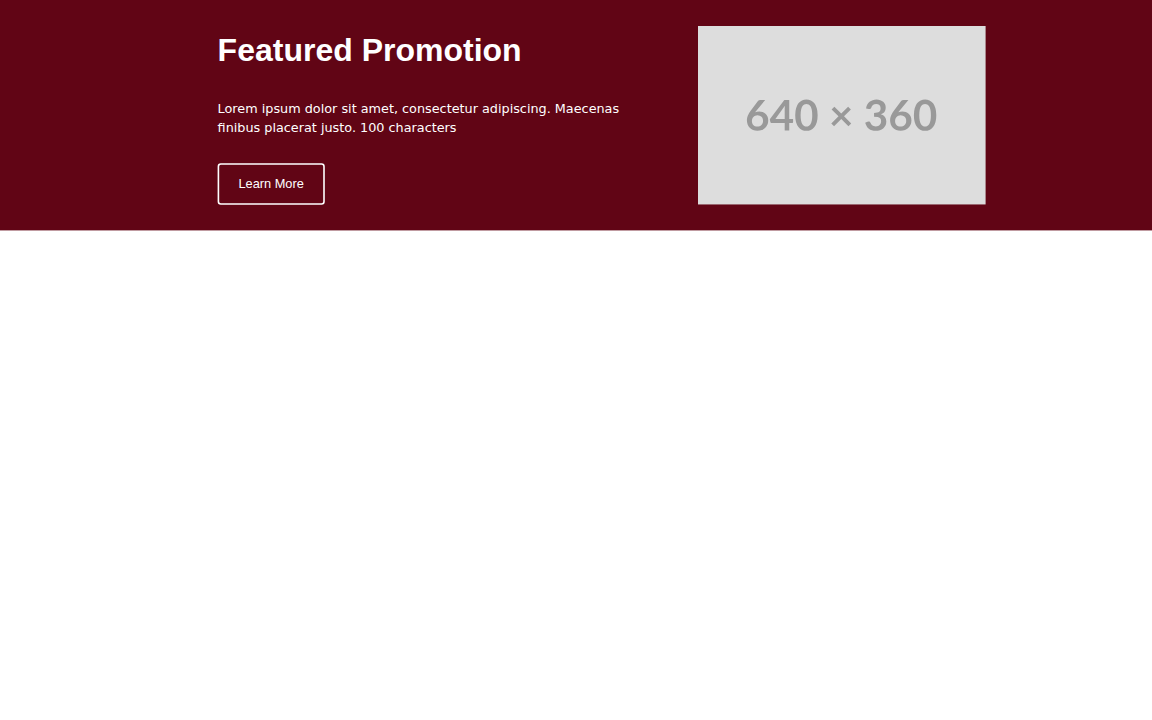 Featured Promotion
Lorem ipsum dolor sit amet, consectetur adipiscing. Maecenas
finibus placerat justo. 100 characters
Learn More
640 × 360